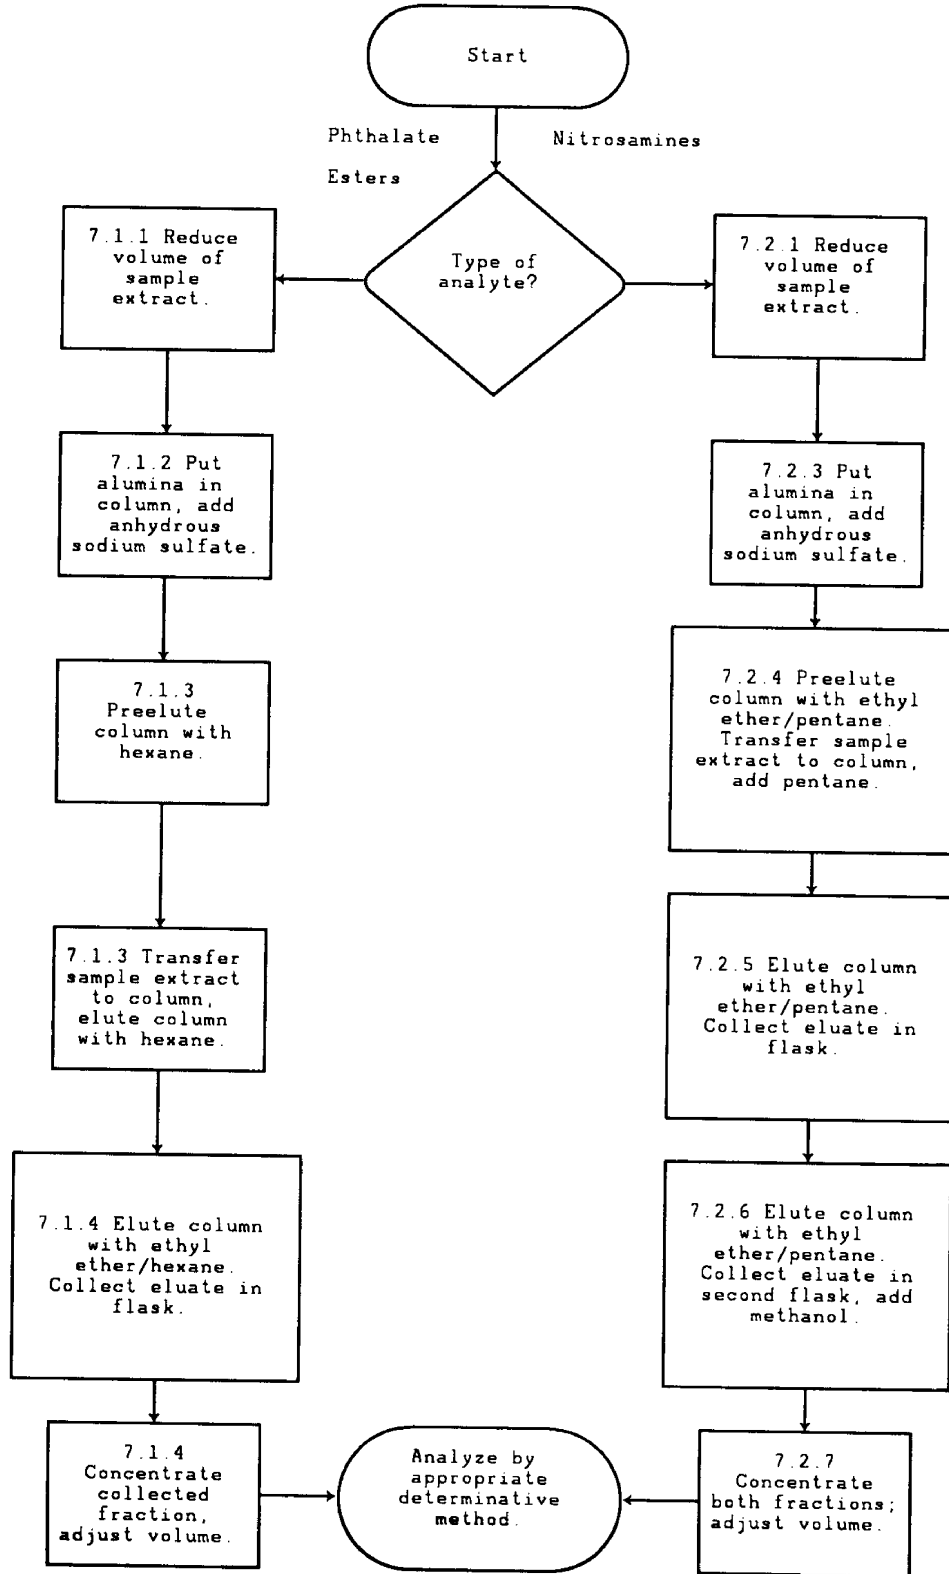 Start
Phthalate
Esters
Nitrosamines
Type of
analyte?
7.1.1 Reduce
volume of
sample
extract.
7.1.2 Put
alumina in
column, add
anhydrous
sodium sulfate.
7.1.3
Preelute
column with
hexane.
7.1.3 Transfer
sample extract
to column,
elute column
with hexane.
7.1.4 Elute column
with ethyl
ether/hexane.
Collect eluate in
flask.
7.1.4
Concentrate
collected
fraction,
adjust volume.
7.2.1 Reduce
volume of
sample
extract.
7.2.3 Put
alumina in
column, add
anhydrous
sodium sulfate.
7.2.4 Preelute
column with ethyl
ether/pentane.
Transfer sample
extract to column,
add pentane.
7.2.5 Elute column
with ethyl
ether/pentane.
Collect eluate in
flask.
7.2.6 Elute column
with ethyl
ether/pentane.
Collect eluate in
second flask, add
methanol.
7.2.7
Concentrate
both fractions;
adjust volume.
Analyze by
appropriate
determinative
method.